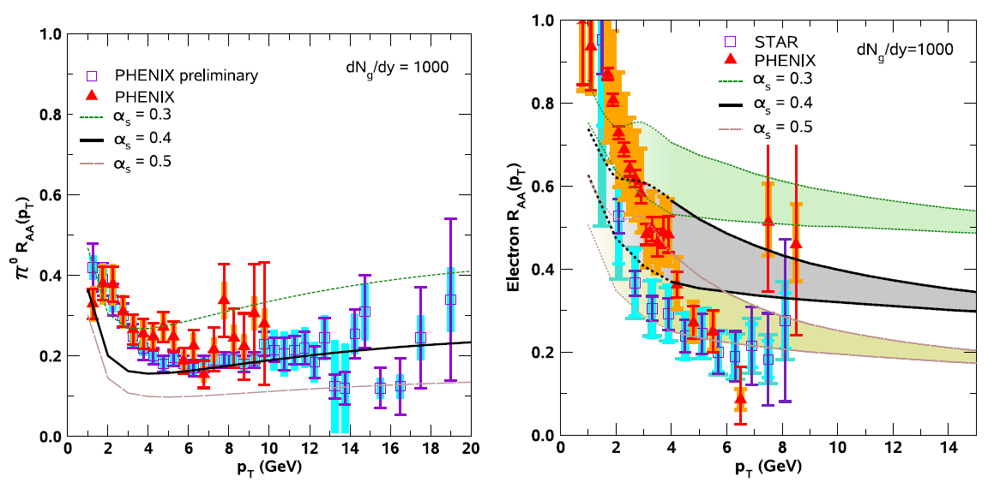 1.0
0.8
0.6
0.4
0.2
0.0
π⁰ R_AA(p_T)
dN_g/dy = 1000
PHENIX preliminary
PHENIX
α_s = 0.3
α_s = 0.4
α_s = 0.5
0 2 4 6 8 10 12 14 16 18 20
p_T (GeV)
1.0
0.8
0.6
0.4
0.2
0.0
Electron R_AA(p_T)
STAR
dN_g/dy=1000
PHENIX
α_s = 0.3
α_s = 0.4
α_s = 0.5
0 2 4 6 8 10 12 14
p_T (GeV)